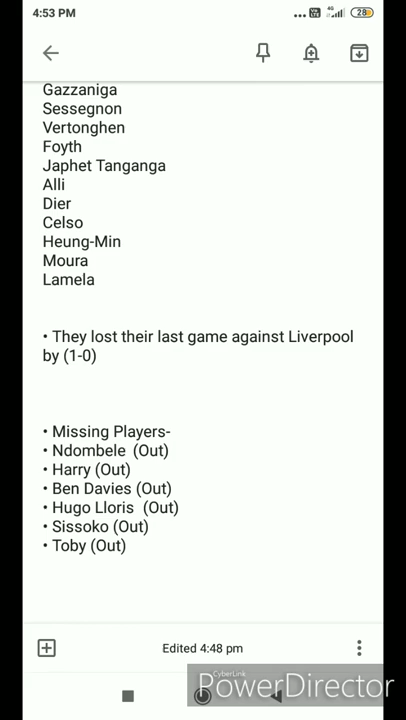 4:53 PM
4G
28
Gazzaniga
Sessegnon
Vertonghen
Foyth
Japhet Tanganga
Alli
Dier
Celso
Heung-Min
Moura
Lamela
• They lost their last game against Liverpool
by (1-0)
• Missing Players-
• Ndombele (Out)
• Harry (Out)
• Ben Davies (Out)
• Hugo Lloris (Out)
• Sissoko (Out)
• Toby (Out)
Edited 4:48 pm
CyberLink
PowerDirector